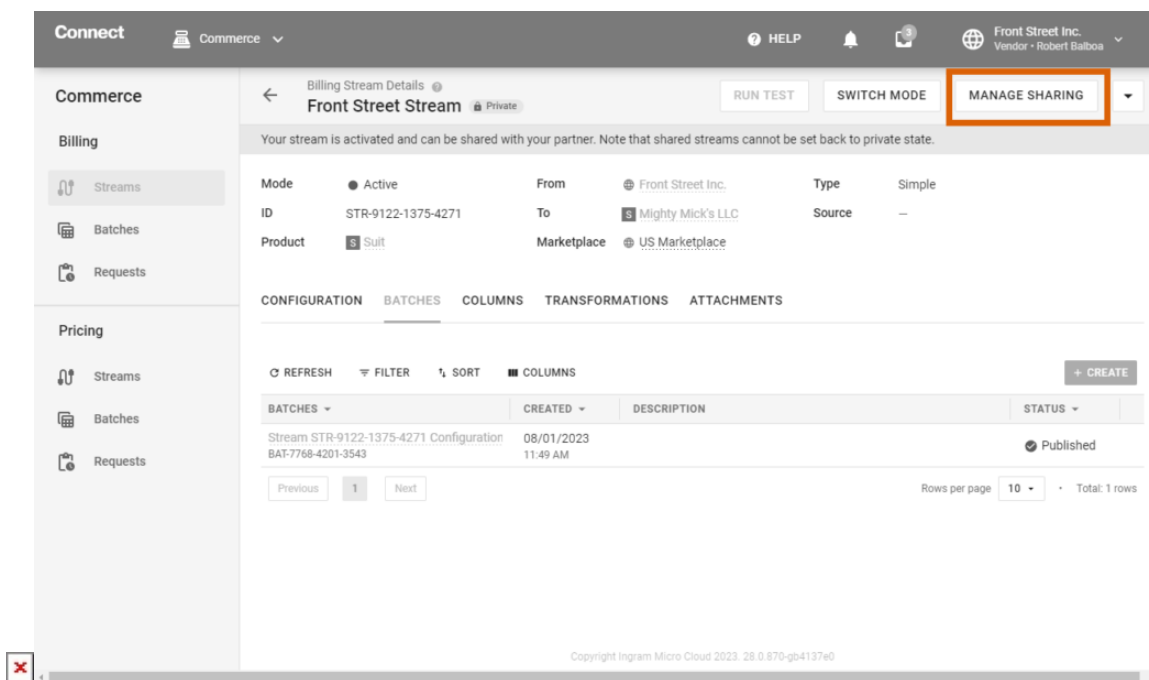 Connect
Commerce
HELP
3
Front Street Inc.
Vendor • Robert Balboa
Commerce
Billing
Streams
Batches
Requests
Pricing
Streams
Batches
Requests
Billing Stream Details
Front Street Stream Private
RUN TEST
SWITCH MODE
MANAGE SHARING
Your stream is activated and can be shared with your partner. Note that shared streams cannot be set back to private state.
Mode Active From Front Street Inc. Type Simple
ID STR-9122-1375-4271 To S Mighty Mick's LLC Source —
Product S Suit Marketplace US Marketplace
CONFIGURATION BATCHES COLUMNS TRANSFORMATIONS ATTACHMENTS
REFRESH FILTER SORT COLUMNS + CREATE
BATCHES CREATED DESCRIPTION STATUS
Stream STR-9122-1375-4271 Configuration 08/01/2023 Published
BAT-7768-4201-3543 11:49 AM
Previous 1 Next Rows per page 10 • Total: 1 rows
Copyright Ingram Micro Cloud 2023. 28.0.870-gb4137e0